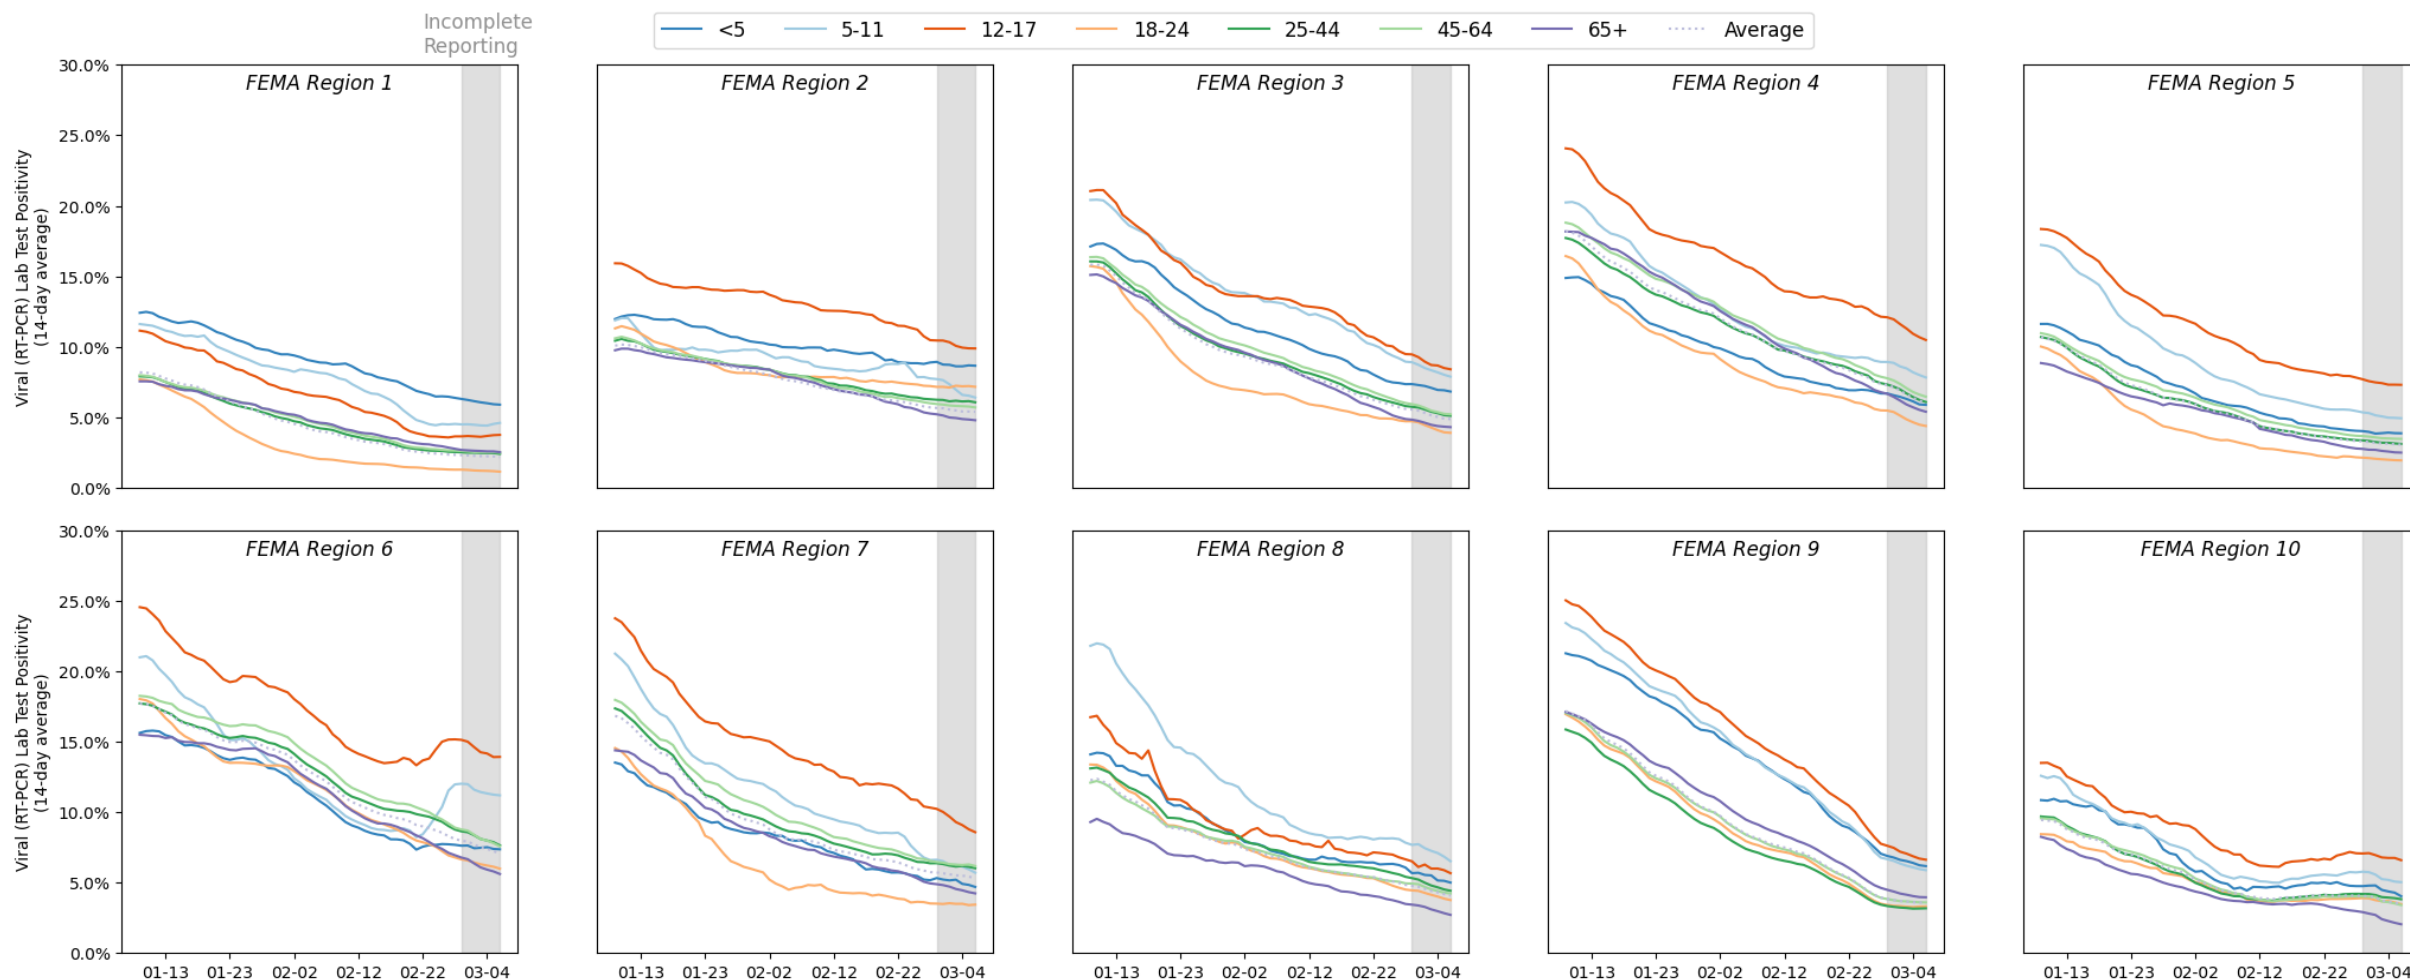 Incomplete
Reporting
<5 5-11 12-17 18-24 25-44 45-64 65+ Average
Viral (RT-PCR) Lab Test Positivity
(14-day average)
30.0%
25.0%
20.0%
15.0%
10.0%
5.0%
0.0%
FEMA Region 1
FEMA Region 2
FEMA Region 3
FEMA Region 4
FEMA Region 5
Viral (RT-PCR) Lab Test Positivity
(14-day average)
30.0%
25.0%
20.0%
15.0%
10.0%
5.0%
0.0%
FEMA Region 6
FEMA Region 7
FEMA Region 8
FEMA Region 9
FEMA Region 10
01-13 01-23 02-02 02-12 02-22 03-04
01-13 01-23 02-02 02-12 02-22 03-04
01-13 01-23 02-02 02-12 02-22 03-04
01-13 01-23 02-02 02-12 02-22 03-04
01-13 01-23 02-02 02-12 02-22 03-04